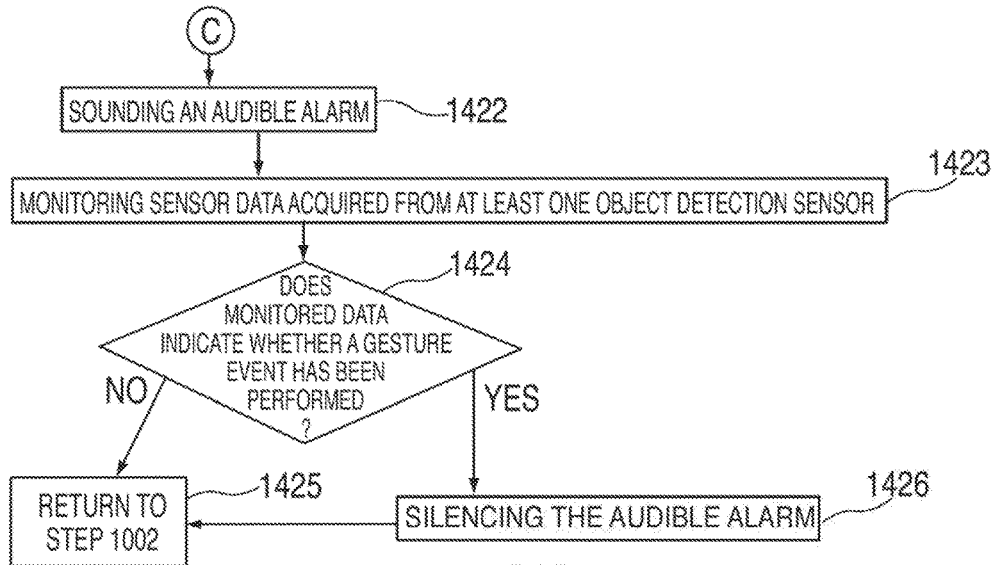 C
SOUNDING AN AUDIBLE ALARM
1422
1423
MONITORING SENSOR DATA ACQUIRED FROM AT LEAST ONE OBJECT DETECTION SENSOR
1424
DOES
MONITORED DATA
INDICATE WHETHER A GESTURE
EVENT HAS BEEN
PERFORMED
?
NO
YES
1425
RETURN TO
STEP 1002
1426
SILENCING THE AUDIBLE ALARM